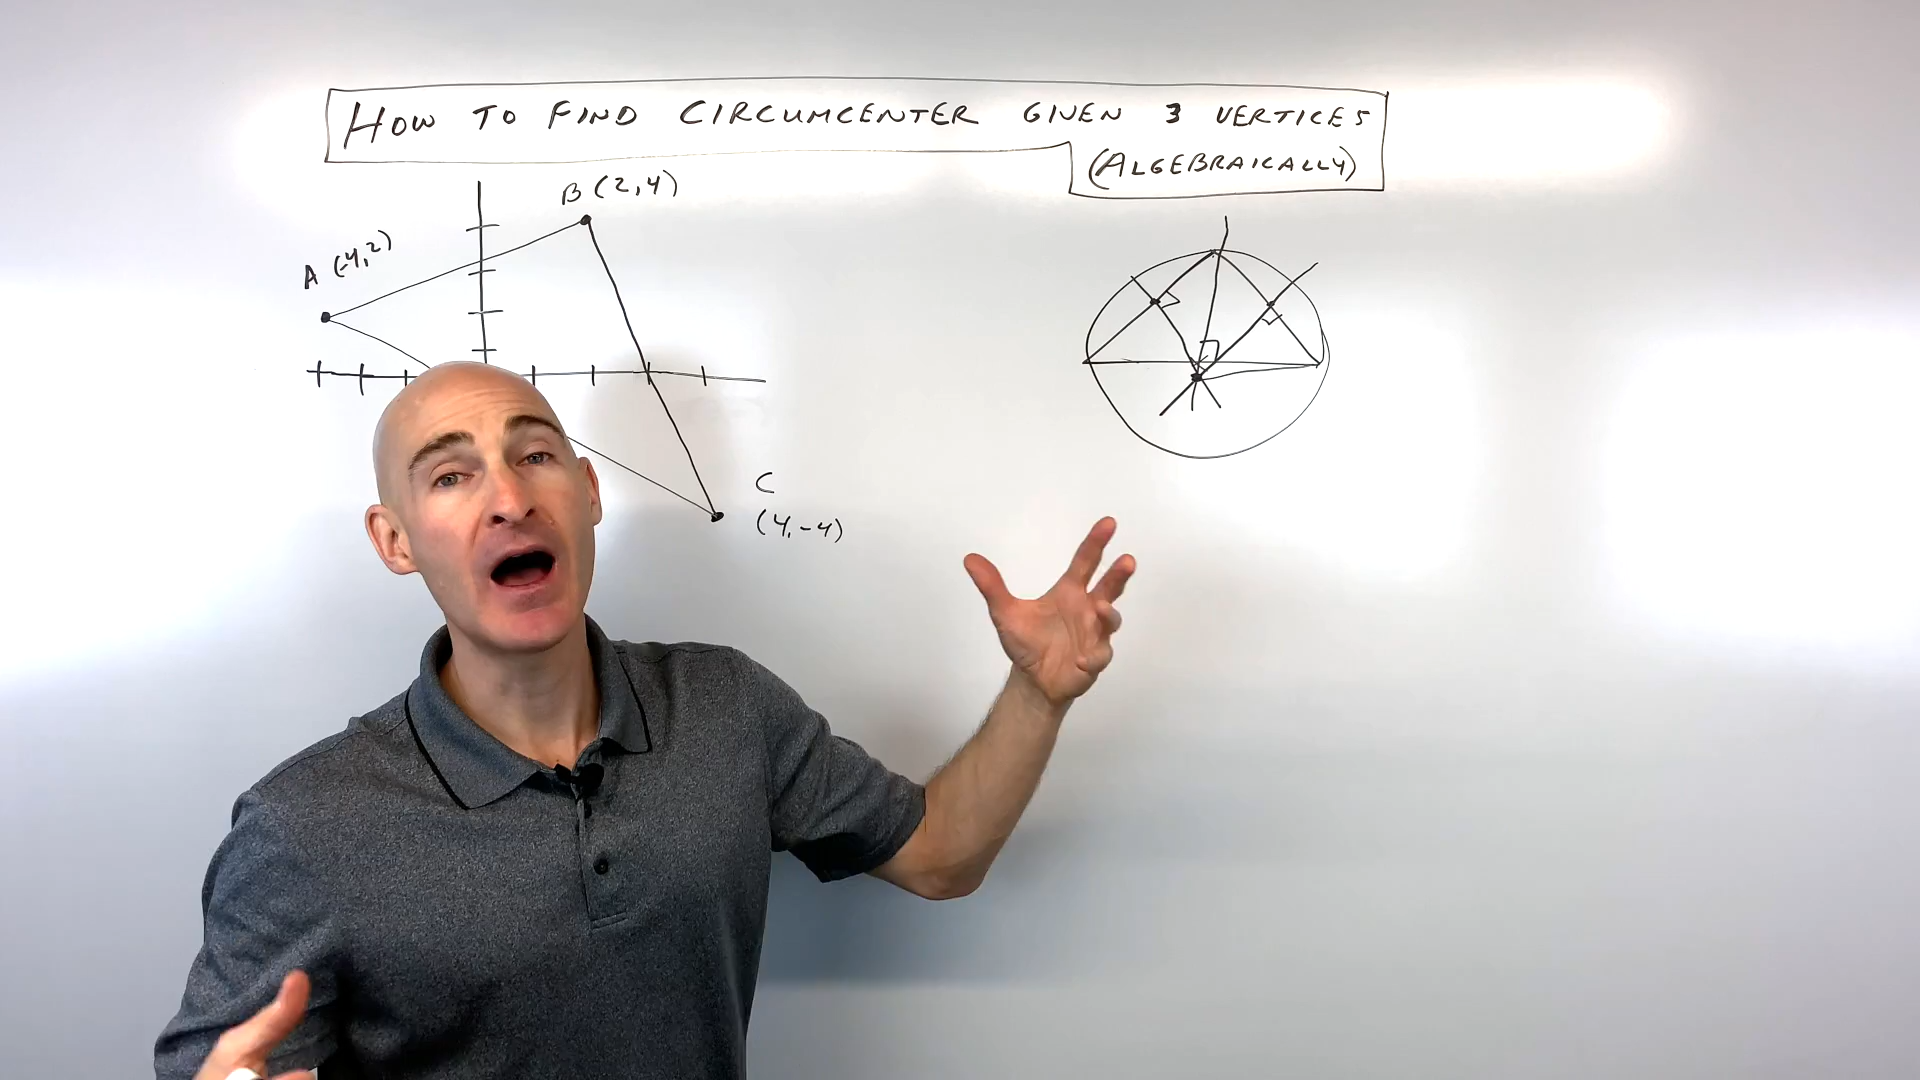 HOW TO FIND CIRCUMCENTER GIVEN 3 VERTICES
(ALGEBRAICALLY)
B (2,4)
A (-4,2)
C
(4,-4)